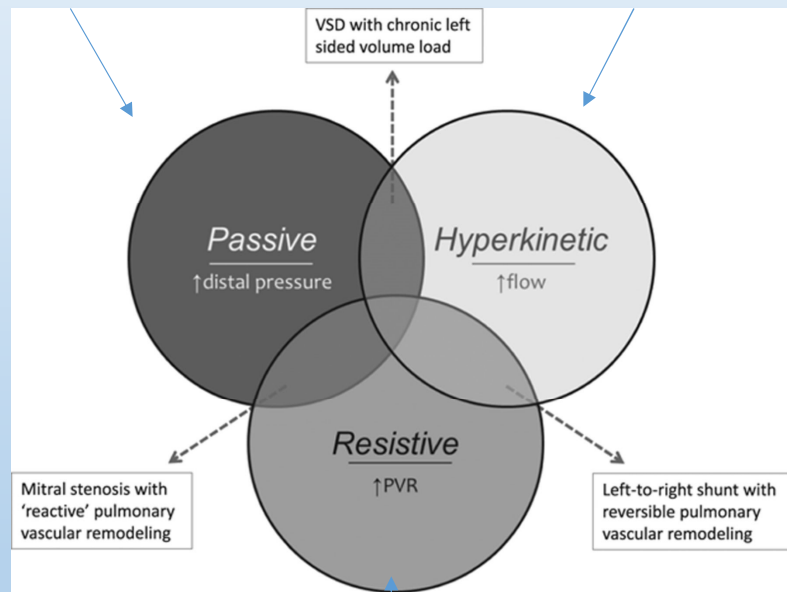 VSD with chronic left
sided volume load
Passive
↑distal pressure
Hyperkinetic
↑flow
Resistive
↑PVR
Mitral stenosis with
‘reactive’ pulmonary
vascular remodeling
Left-to-right shunt with
reversible pulmonary
vascular remodeling